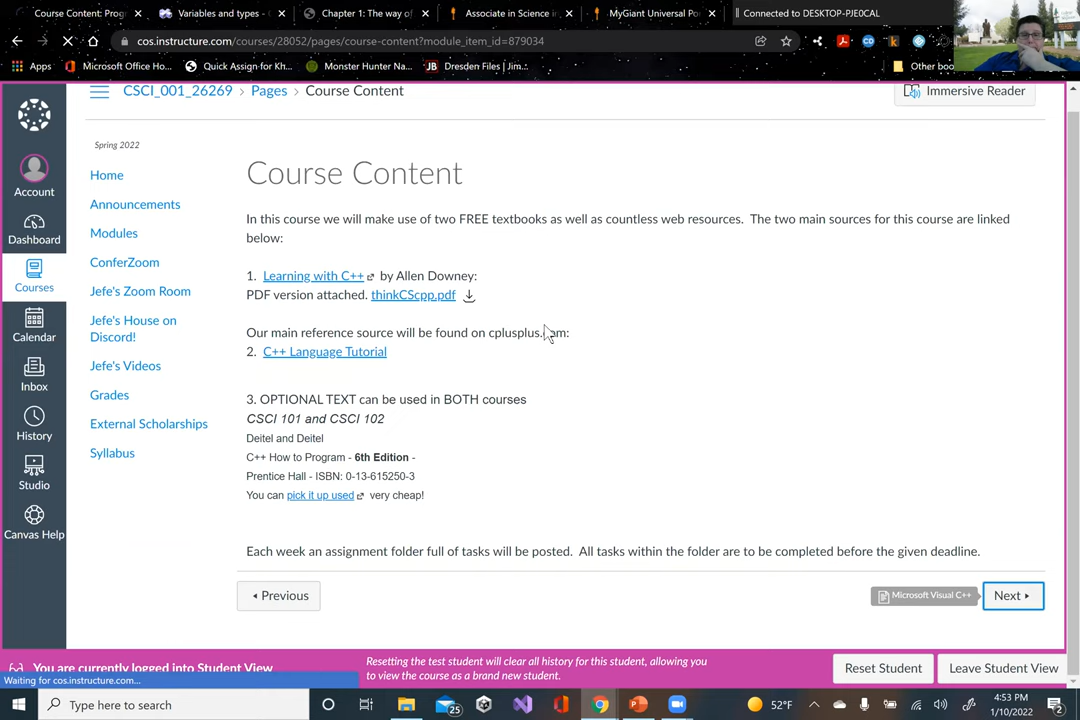 Course Content: Prog
Variables and types -
Chapter 1: The way of
Associate in Science i
MyGiant Universal Po
Connected to DESKTOP-PJE0CAL
cos.instructure.com/courses/28052/pages/course-content?module_item_id=879034
Apps
Microsoft Office Ho...
Quick Assign for Kh...
Monster Hunter Na...
JB
Dresden Files | Jim...
Other boo
CSCI_001_26269 > Pages > Course Content
Immersive Reader
Account
Dashboard
Courses
Calendar
Inbox
25
History
Studio
Canvas Help
Spring 2022
Home
Announcements
Modules
ConferZoom
Jefe's Zoom Room
Jefe's House on
Discord!
Jefe's Videos
Grades
External Scholarships
Syllabus
Course Content
In this course we will make use of two FREE textbooks as well as countless web resources. The two main sources for this course are linked
below:
1. Learning with C++ by Allen Downey:
PDF version attached. thinkCScpp.pdf
Our main reference source will be found on cplusplus.com:
2. C++ Language Tutorial
3. OPTIONAL TEXT can be used in BOTH courses
CSCI 101 and CSCI 102
Deitel and Deitel
C++ How to Program - 6th Edition -
Prentice Hall - ISBN: 0-13-615250-3
You can pick it up used very cheap!
Each week an assignment folder full of tasks will be posted. All tasks within the folder are to be completed before the given deadline.
Previous
Microsoft Visual C++
Next
You are currently logged into Student View
Resetting the test student will clear all history for this student, allowing you
to view the course as a brand new student.
Reset Student
Leave Student View
Waiting for cos.instructure.com...
Type here to search
25
52°F
4:53 PM
1/10/2022
2